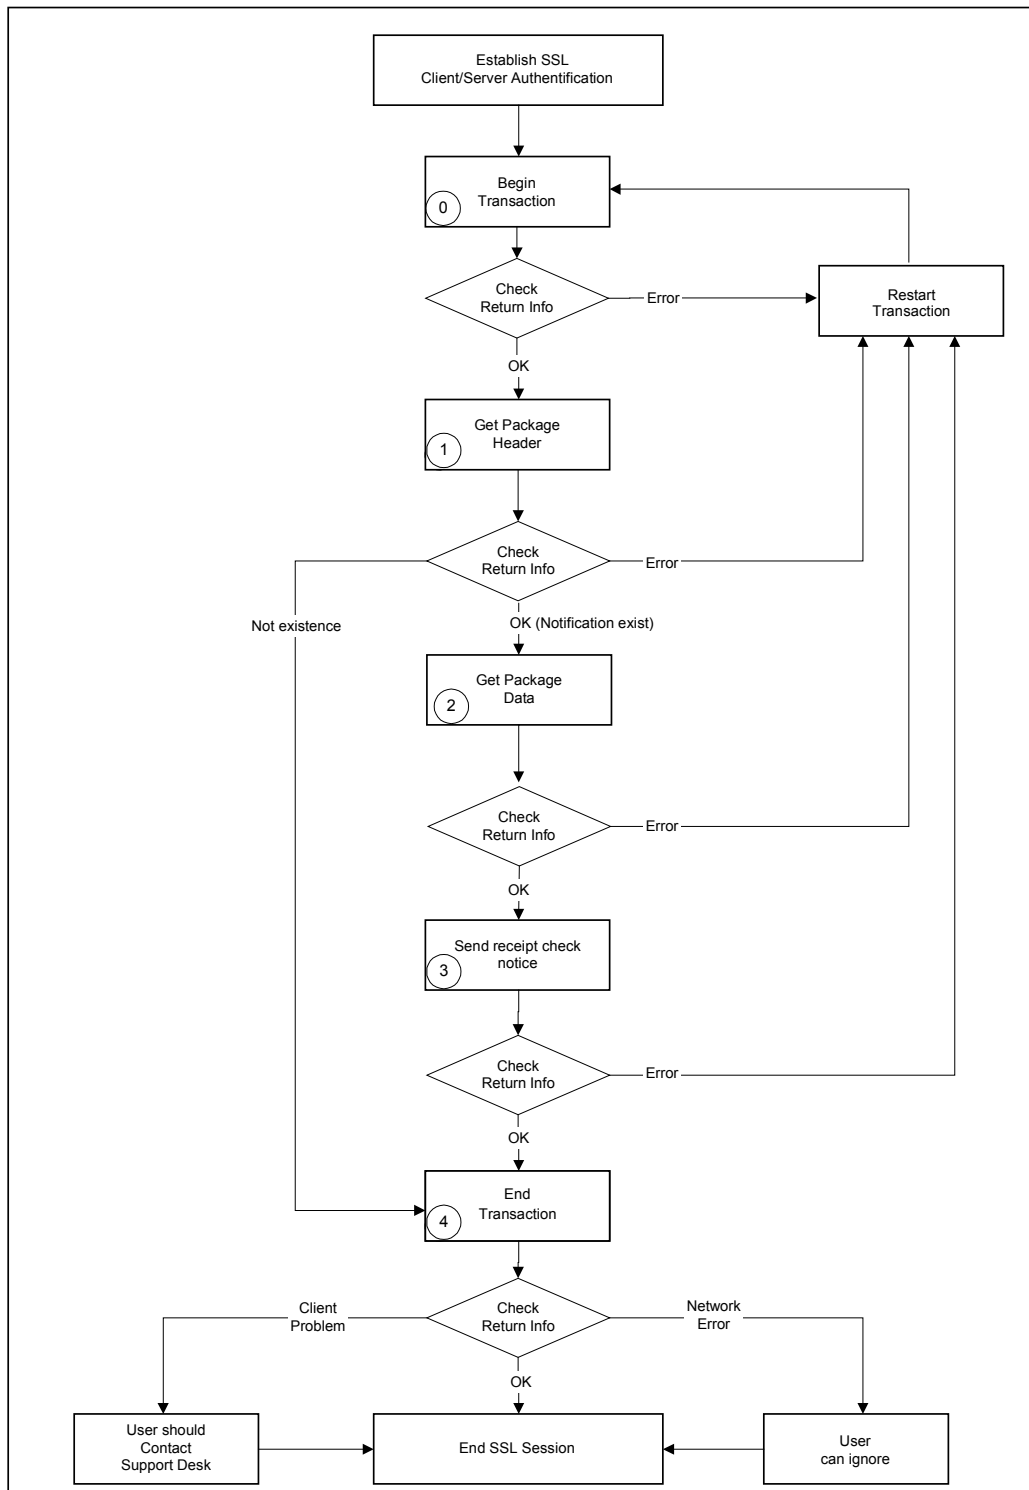 Establish SSL
Client/Server Authentification
Begin
Transaction
0
Check
Return Info
Error
Restart
Transaction
OK
Get Package
Header
1
Check
Return Info
Error
Not existence
OK (Notification exist)
Get Package
Data
2
Check
Return Info
Error
OK
Send receipt check
notice
3
Check
Return Info
Error
OK
End
Transaction
4
Client
Problem
Check
Return Info
Network
Error
OK
User should
Contact
Support Desk
End SSL Session
User
can ignore